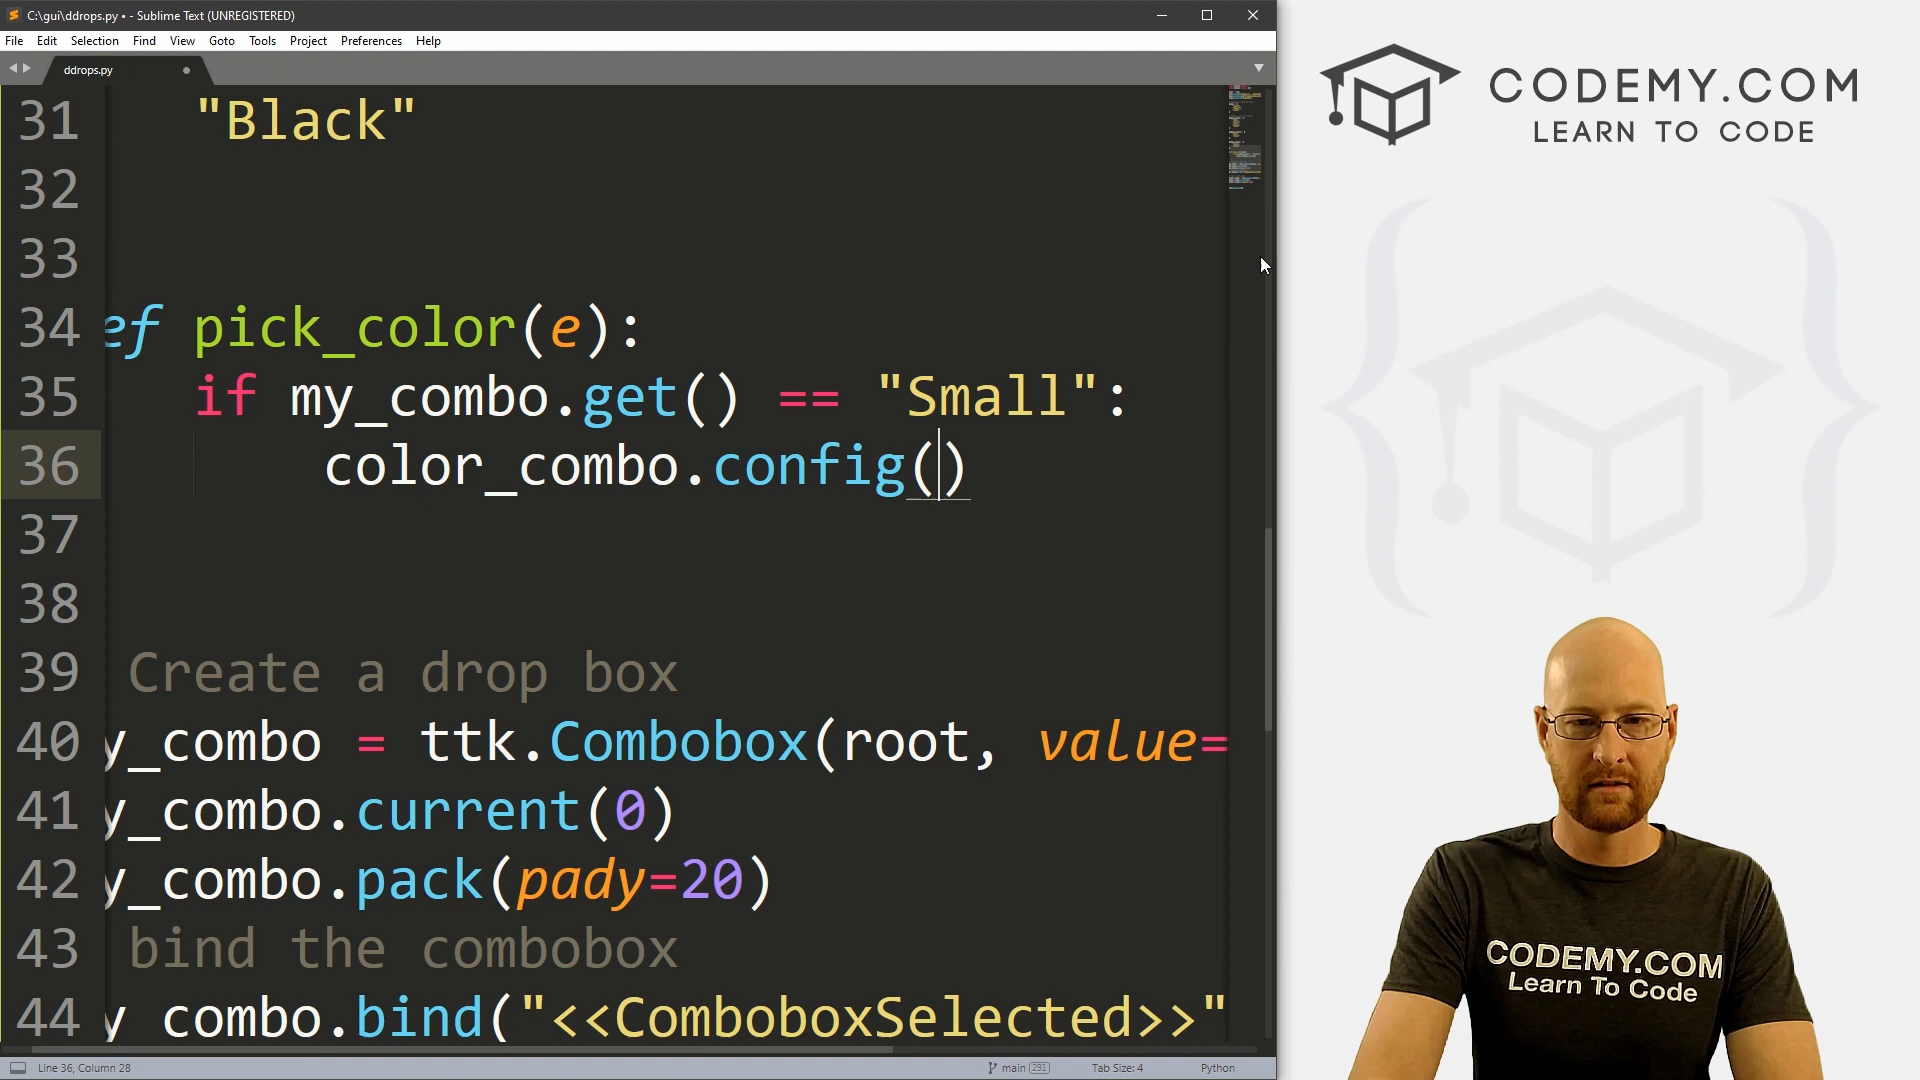 C:\gui\ddrops.py • - Sublime Text (UNREGISTERED)
File Edit Selection Find View Goto Tools Project Preferences Help
ddrops.py
31 "Black"
32
33
34 ef pick_color(e):
35 if my_combo.get() == "Small":
36 color_combo.config()
37
38
39 Create a drop box
40 y_combo = ttk.Combobox(root, value=
41 y_combo.current(0)
42 y_combo.pack(pady=20)
43 bind the combobox
44 y_combo.bind("<<ComboboxSelected>>"
Line 36, Column 28 main 291 Tab Size: 4 Python
CODEMY.COM
LEARN TO CODE
CODEMY.COM
Learn To Code